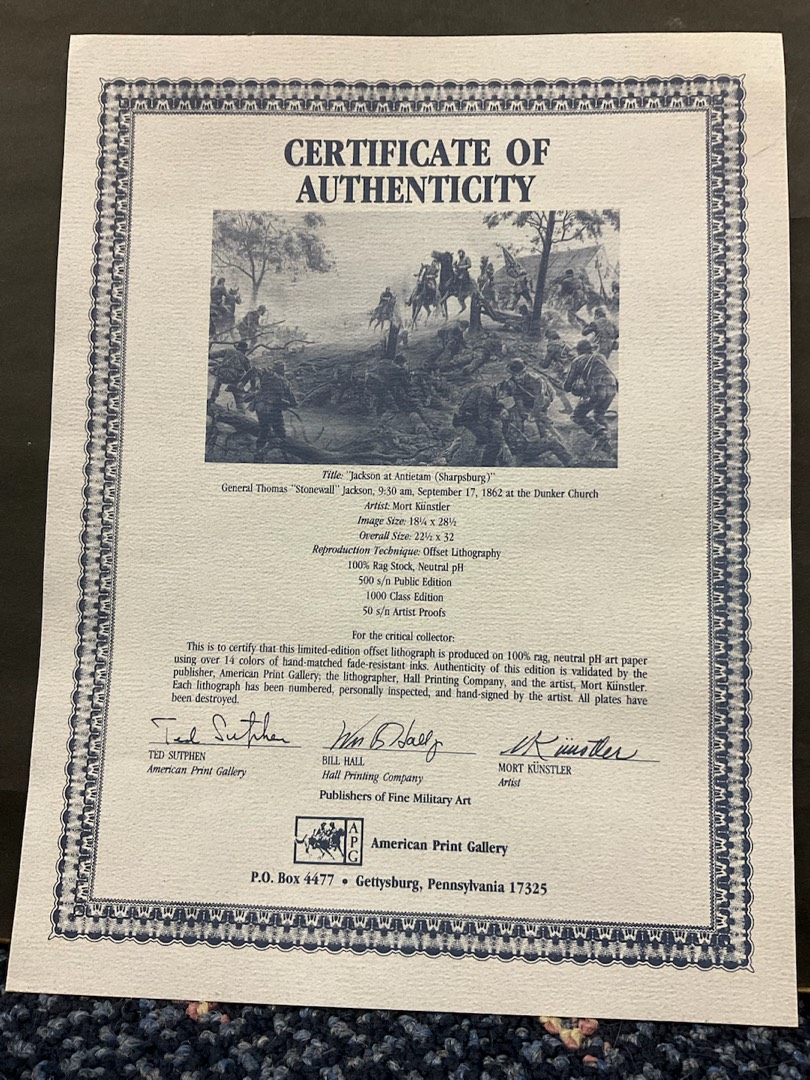 CERTIFICATE OF
AUTHENTICITY
Title: "Jackson at Antietam (Sharpsburg)"
General Thomas "Stonewall" Jackson, 9:30 am, September 17, 1862 at the Dunker Church
Artist: Mort Künstler
Image Size: 18¼ x 28½
Overall Size: 22½ x 32
Reproduction Technique: Offset Lithography
100% Rag Stock, Neutral pH
500 s/n Public Edition
1000 Class Edition
50 s/n Artist Proofs
For the critical collector:
This is to certify that this limited-edition offset lithograph is produced on 100% rag, neutral pH art paper
using over 14 colors of hand-matched fade-resistant inks. Authenticity of this edition is validated by the
publisher, American Print Gallery; the lithographer, Hall Printing Company, and the artist, Mort Künstler.
Each lithograph has been numbered, personally inspected, and hand-signed by the artist. All plates have
been destroyed.
Ted Sutphen Wm B Hall Jr MKünstler
TED SUTPHEN BILL HALL MORT KÜNSTLER
American Print Gallery Hall Printing Company Artist
Publishers of Fine Military Art
APG American Print Gallery
P.O. Box 4477 • Gettysburg, Pennsylvania 17325